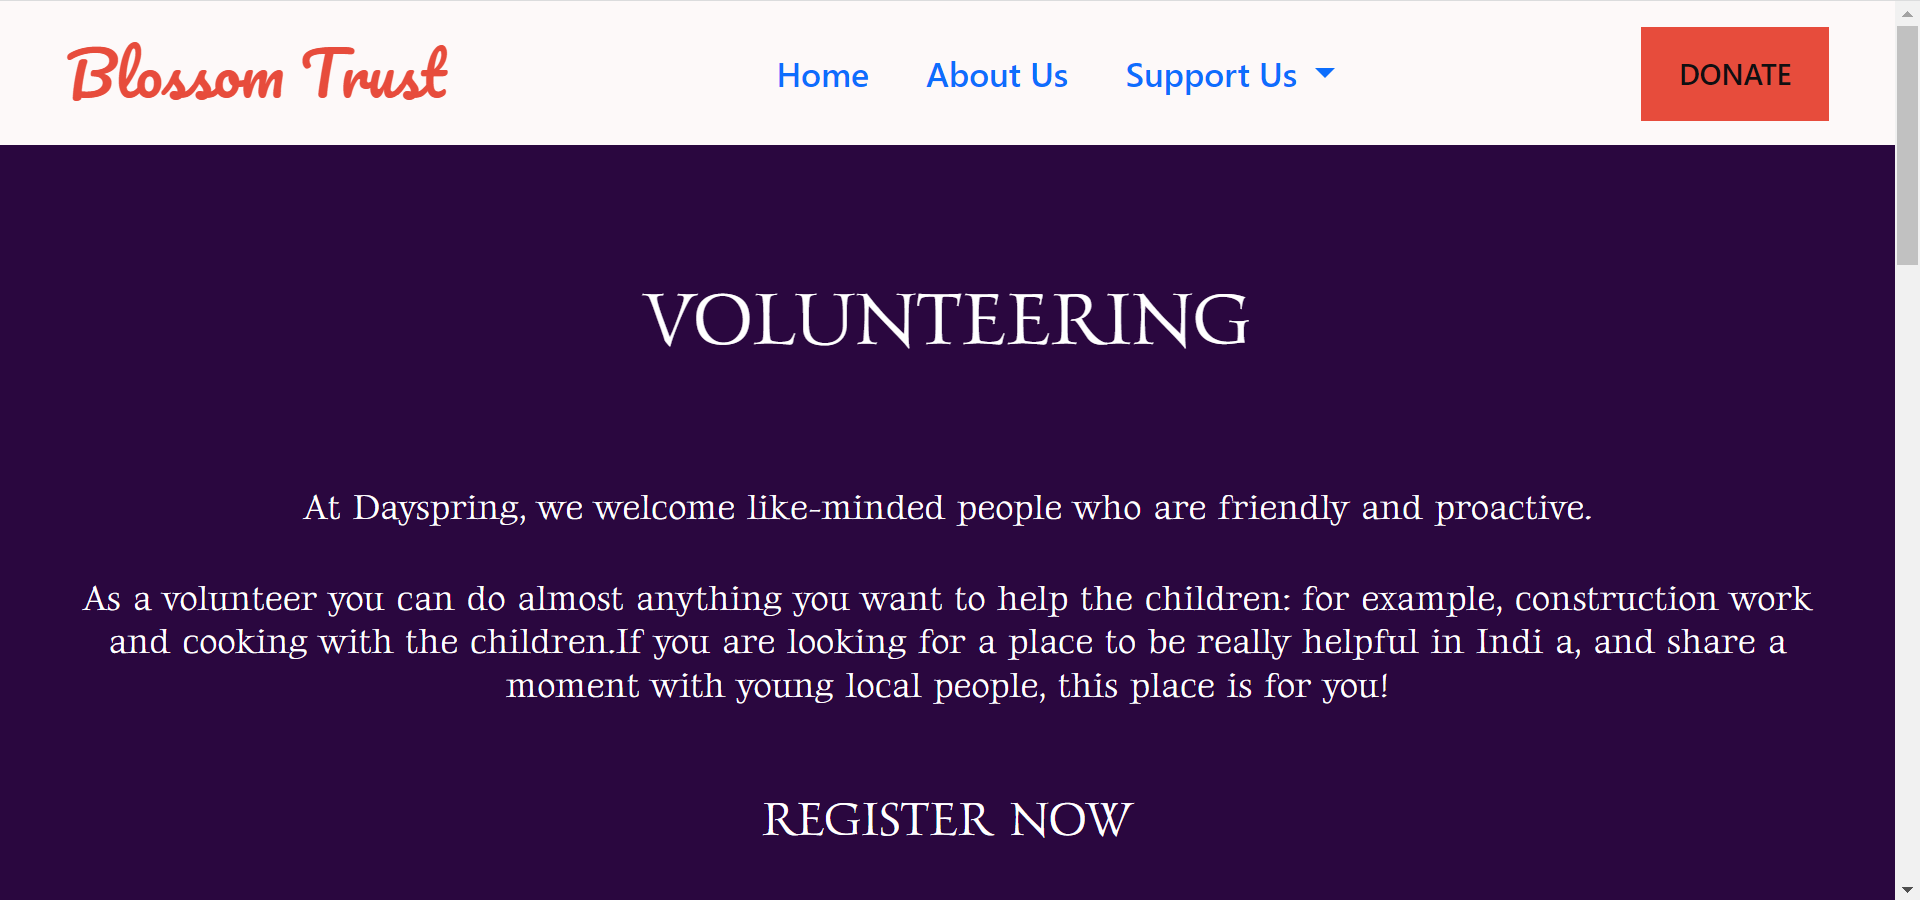 Blossom Trust
Home
About Us
Support Us
DONATE
VOLUNTEERING
At Dayspring, we welcome like-minded people who are friendly and proactive.
As a volunteer you can do almost anything you want to help the children: for example, construction work
and cooking with the children.If you are looking for a place to be really helpful in Indi a, and share a
moment with young local people, this place is for you!
REGISTER NOW